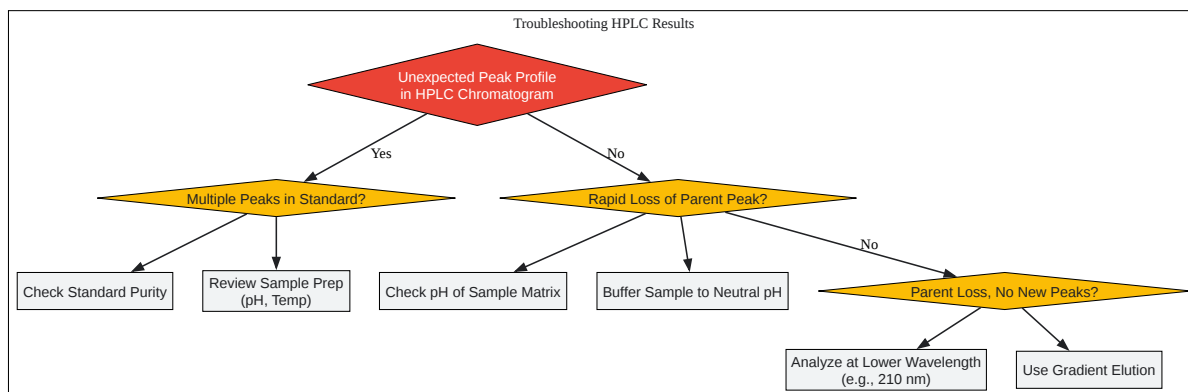 Troubleshooting HPLC Results
Unexpected Peak Profile
in HPLC Chromatogram
Yes
No
Multiple Peaks in Standard?
Rapid Loss of Parent Peak?
No
Check Standard Purity
Review Sample Prep
(pH, Temp)
Check pH of Sample Matrix
Buffer Sample to Neutral pH
Parent Loss, No New Peaks?
Analyze at Lower Wavelength
(e.g., 210 nm)
Use Gradient Elution